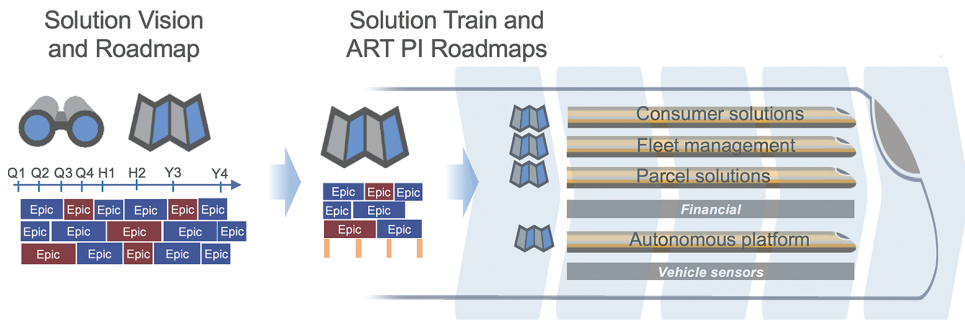 Solution Vision
and Roadmap
Solution Train and
ART PI Roadmaps
Q1 Q2 Q3 Q4 H1 H2 Y3 Y4
Epic Epic Epic Epic Epic Epic
Epic Epic Epic Epic Epic
Epic Epic Epic Epic Epic
Epic Epic Epic
Epic Epic
Epic Epic
Consumer solutions
Fleet management
Parcel solutions
Financial
Autonomous platform
Vehicle sensors